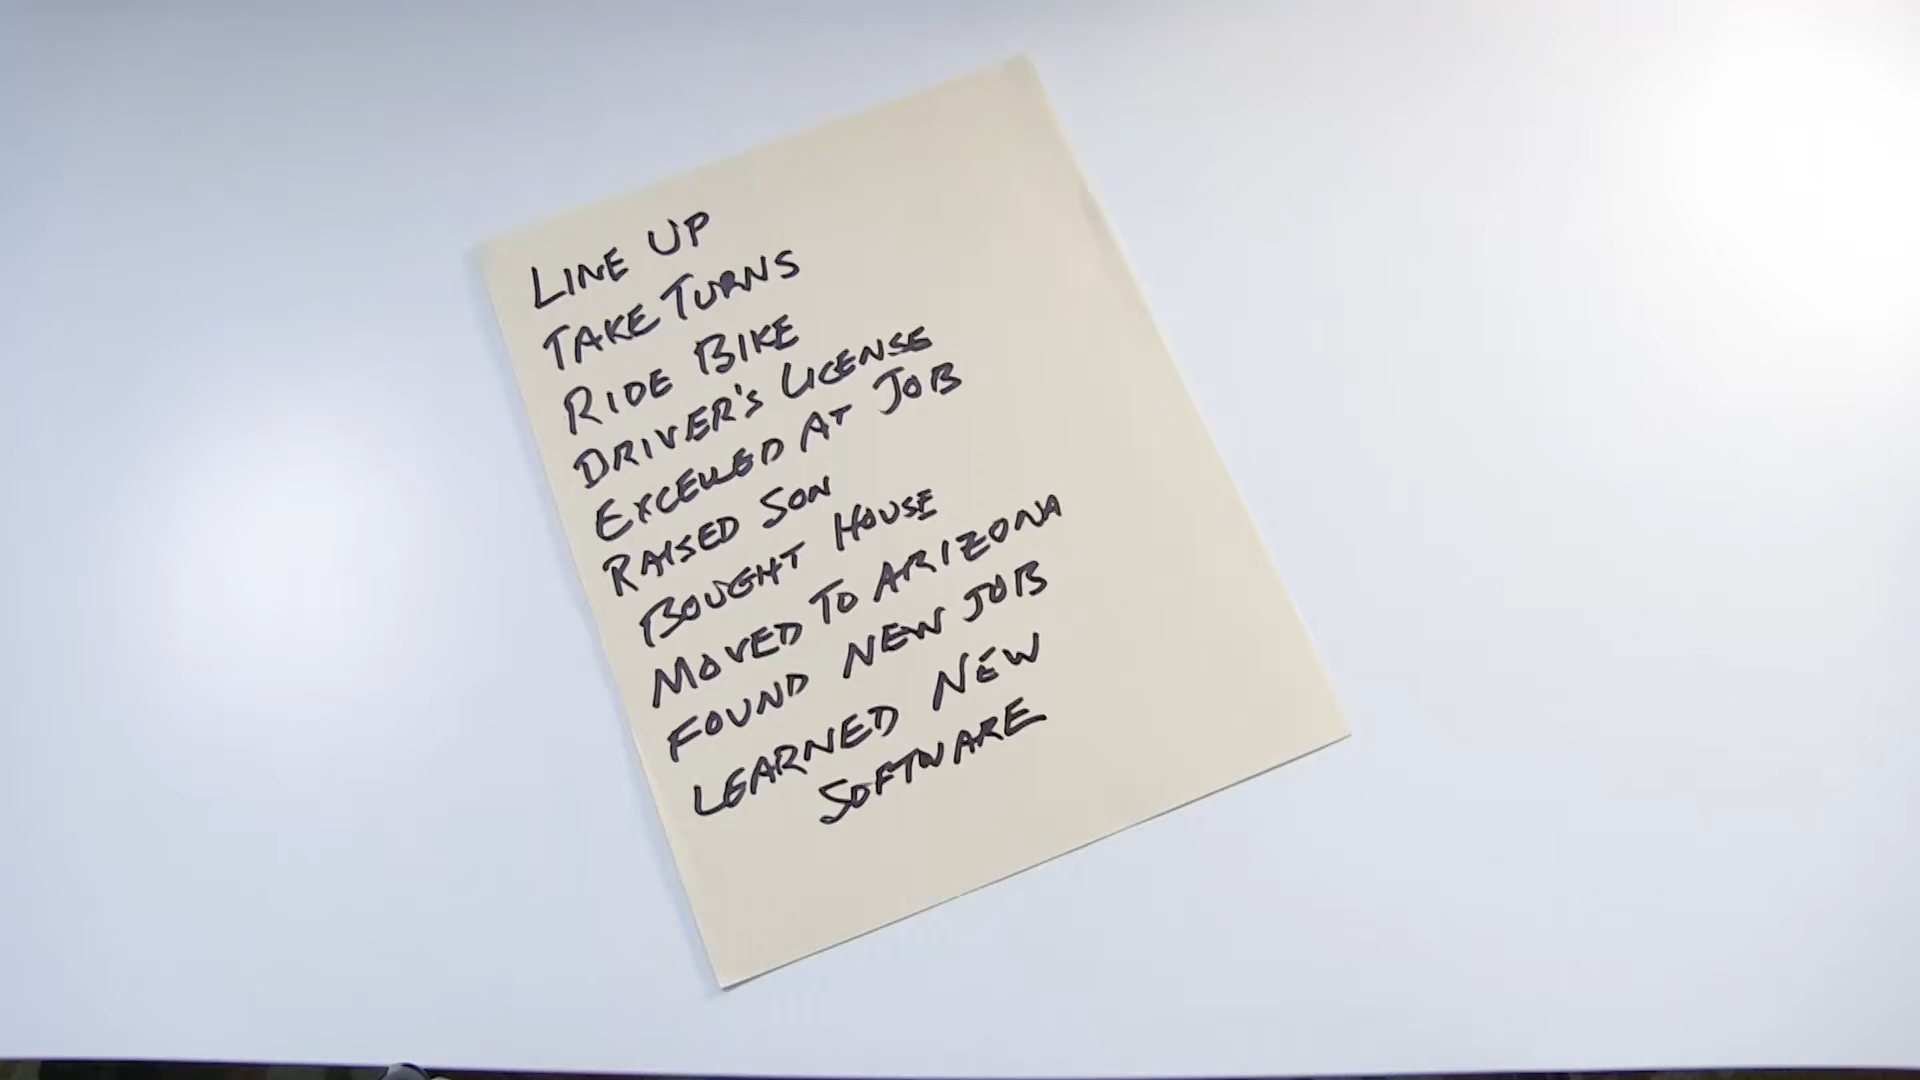 LINE UP
TAKE TURNS
RIDE BIKE
DRIVER'S LICENSE
EXCELLED AT JOB
RAISED SON
BOUGHT HOUSE
MOVED TO ARIZONA
FOUND NEW JOB
LEARNED NEW
SOFTWARE